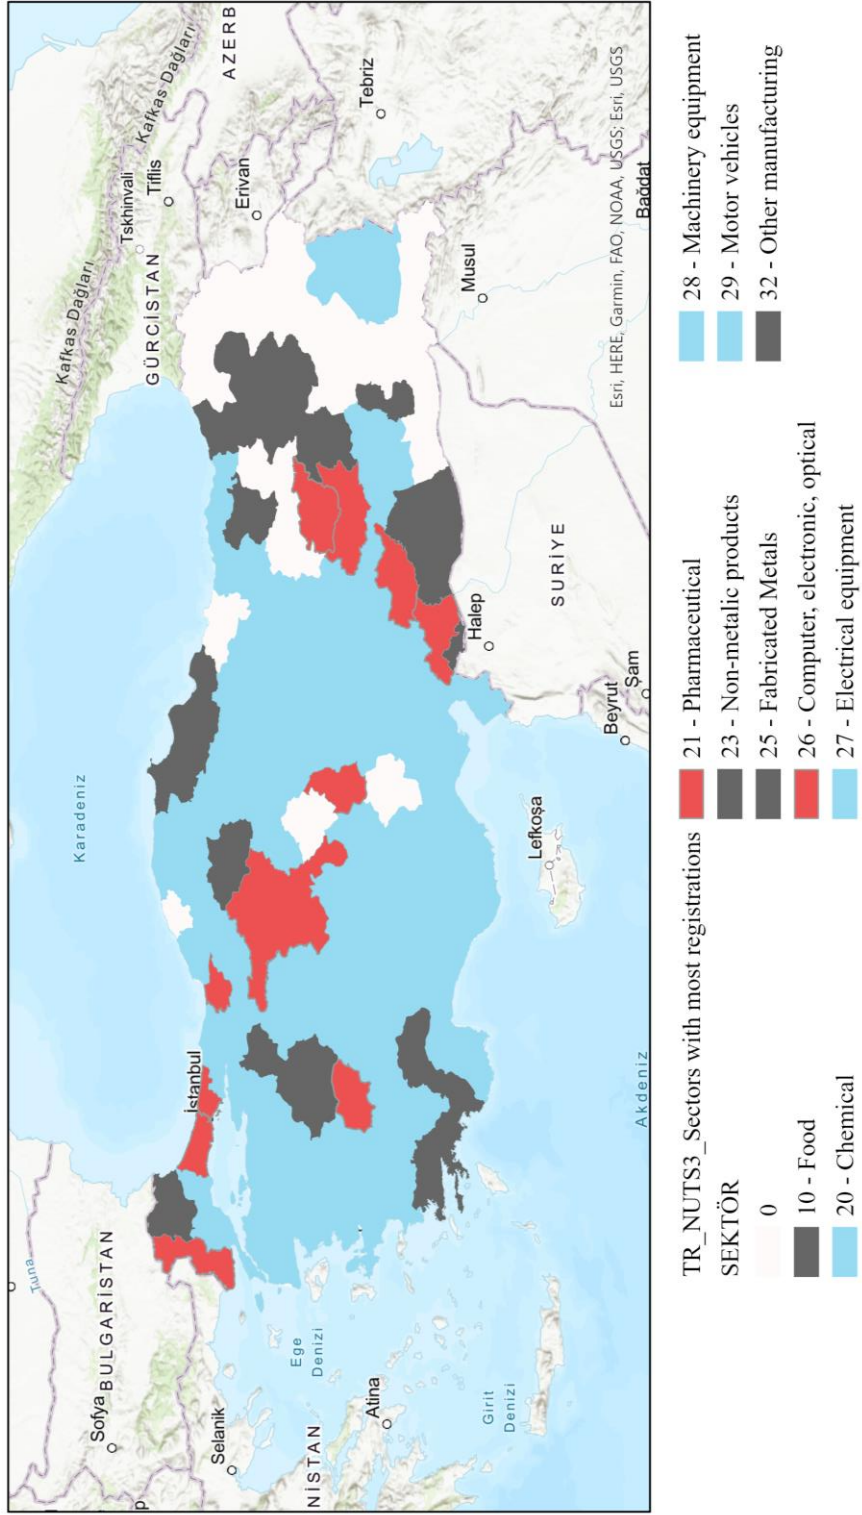 Tuna
Sofya
BULGARİSTAN
Selanik
NİSTAN
Ege
Denizi
Atina
Girit
Denizi
İstanbul
Karadeniz
Akdeniz
Lefkoşa
Beyrut
Şam
Halep
SURİYE
Musul
Bağdat
Kafkas Dağları
Kafkas Dağları
Tskhinvali
Tiflis
GÜRCİSTAN
Erivan
AZERB
Tebriz
Esri, HERE, Garmin, FAO, NOAA, USGS; Esri, USGS
TR_NUTS3_Sectors with most registrations
SEKTÖR
0
10 - Food
20 - Chemical
21 - Pharmaceutical
23 - Non-metalic products
25 - Fabricated Metals
26 - Computer, electronic, optical
27 - Electrical equipment
28 - Machinery equipment
29 - Motor vehicles
32 - Other manufacturing